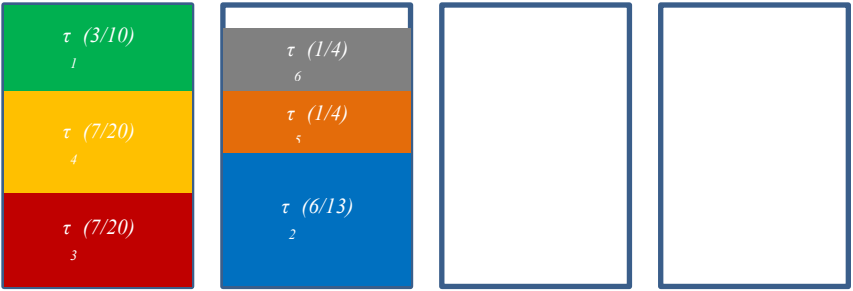 τ (3/10)
1
τ (7/20)
4
τ (7/20)
3
τ (1/4)
6
τ (1/4)
5
τ (6/13)
2